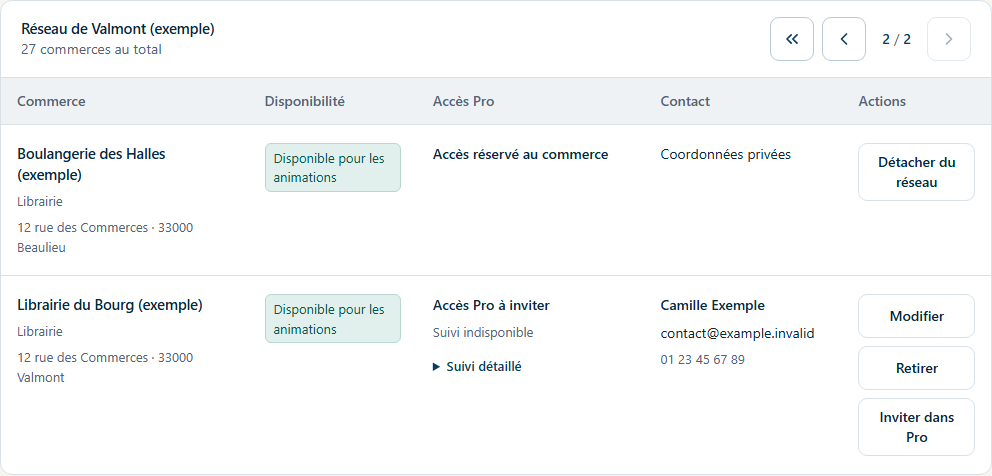 Réseau de Valmont (exemple)
27 commerces au total
2 / 2
Commerce
Disponibilité
Accès Pro
Contact
Actions
Boulangerie des Halles
(exemple)
Librairie
12 rue des Commerces · 33000
Beaulieu
Disponible pour les
animations
Accès réservé au commerce
Coordonnées privées
Détacher du
réseau
Librairie du Bourg (exemple)
Librairie
12 rue des Commerces · 33000
Valmont
Disponible pour les
animations
Accès Pro à inviter
Suivi indisponible
Suivi détaillé
Camille Exemple
contact@example.invalid
01 23 45 67 89
Modifier
Retirer
Inviter dans
Pro